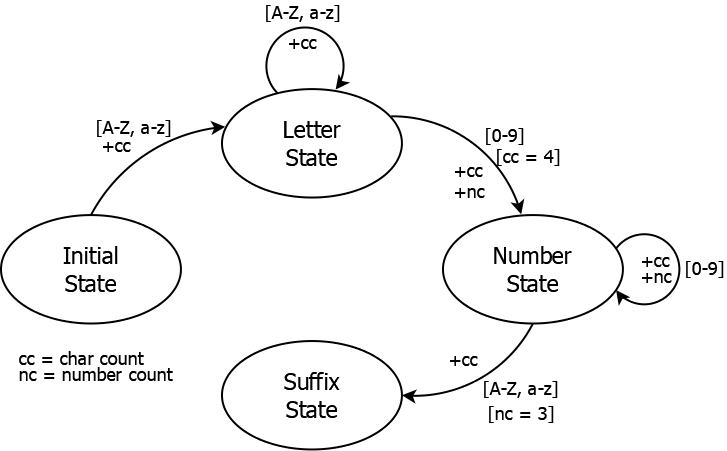 [A-Z, a-z]
+cc
[A-Z, a-z]
+cc
Letter
State
[0-9]
[cc = 4]
+cc
+nc
Initial
State
Number
State
+cc
+nc
[0-9]
cc = char count
nc = number count
+cc
Suffix
State
[A-Z, a-z]
[nc = 3]